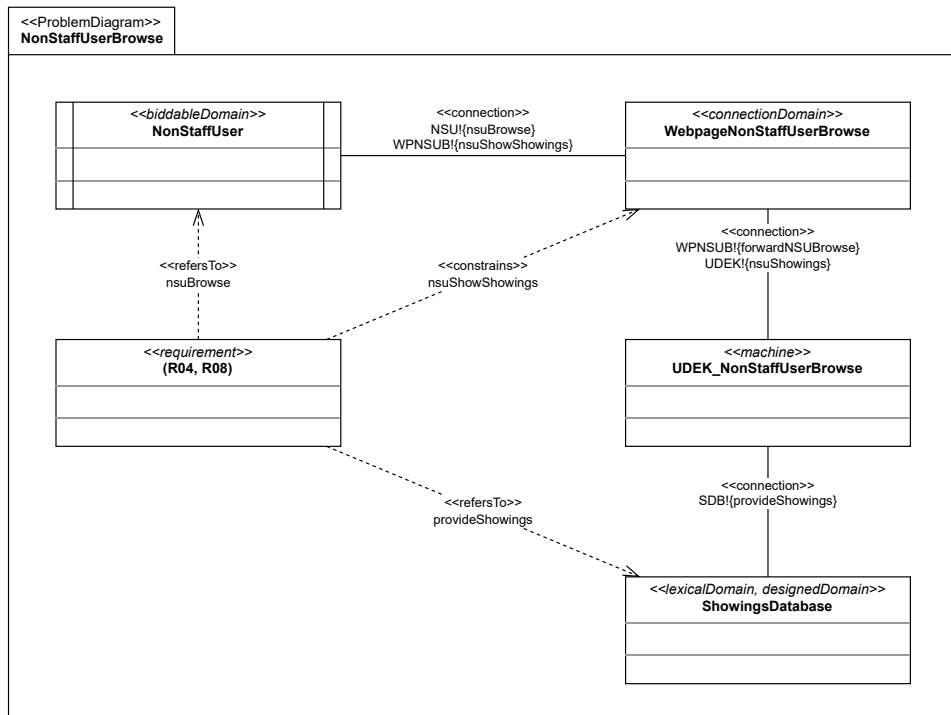 <<ProblemDiagram>>
NonStaffUserBrowse
<<biddableDomain>>
NonStaffUser
<<connection>>
NSU!{nsuBrowse}
WPNSUB!{nsuShowShowings}
<<connectionDomain>>
WebpageNonStaffUserBrowse
<<connection>>
WPNSUB!{forwardNSUBrowse}
UDEK!{nsuShowings}
<<refersTo>>
nsuBrowse
<<constrains>>
nsuShowShowings
<<requirement>>
(R04, R08)
<<machine>>
UDEK_NonStaffUserBrowse
<<refersTo>>
provideShowings
<<connection>>
SDB!{provideShowings}
<<lexicalDomain, designedDomain>>
ShowingsDatabase